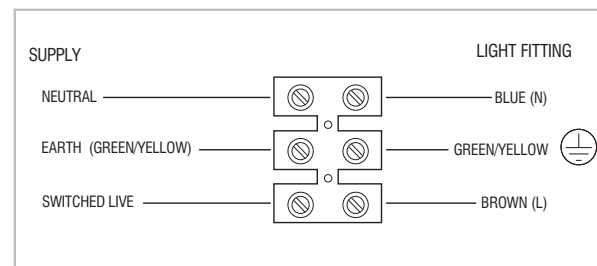 SUPPLY
LIGHT FITTING
NEUTRAL
BLUE (N)
EARTH (GREEN/YELLOW)
GREEN/YELLOW
SWITCHED LIVE
BROWN (L)